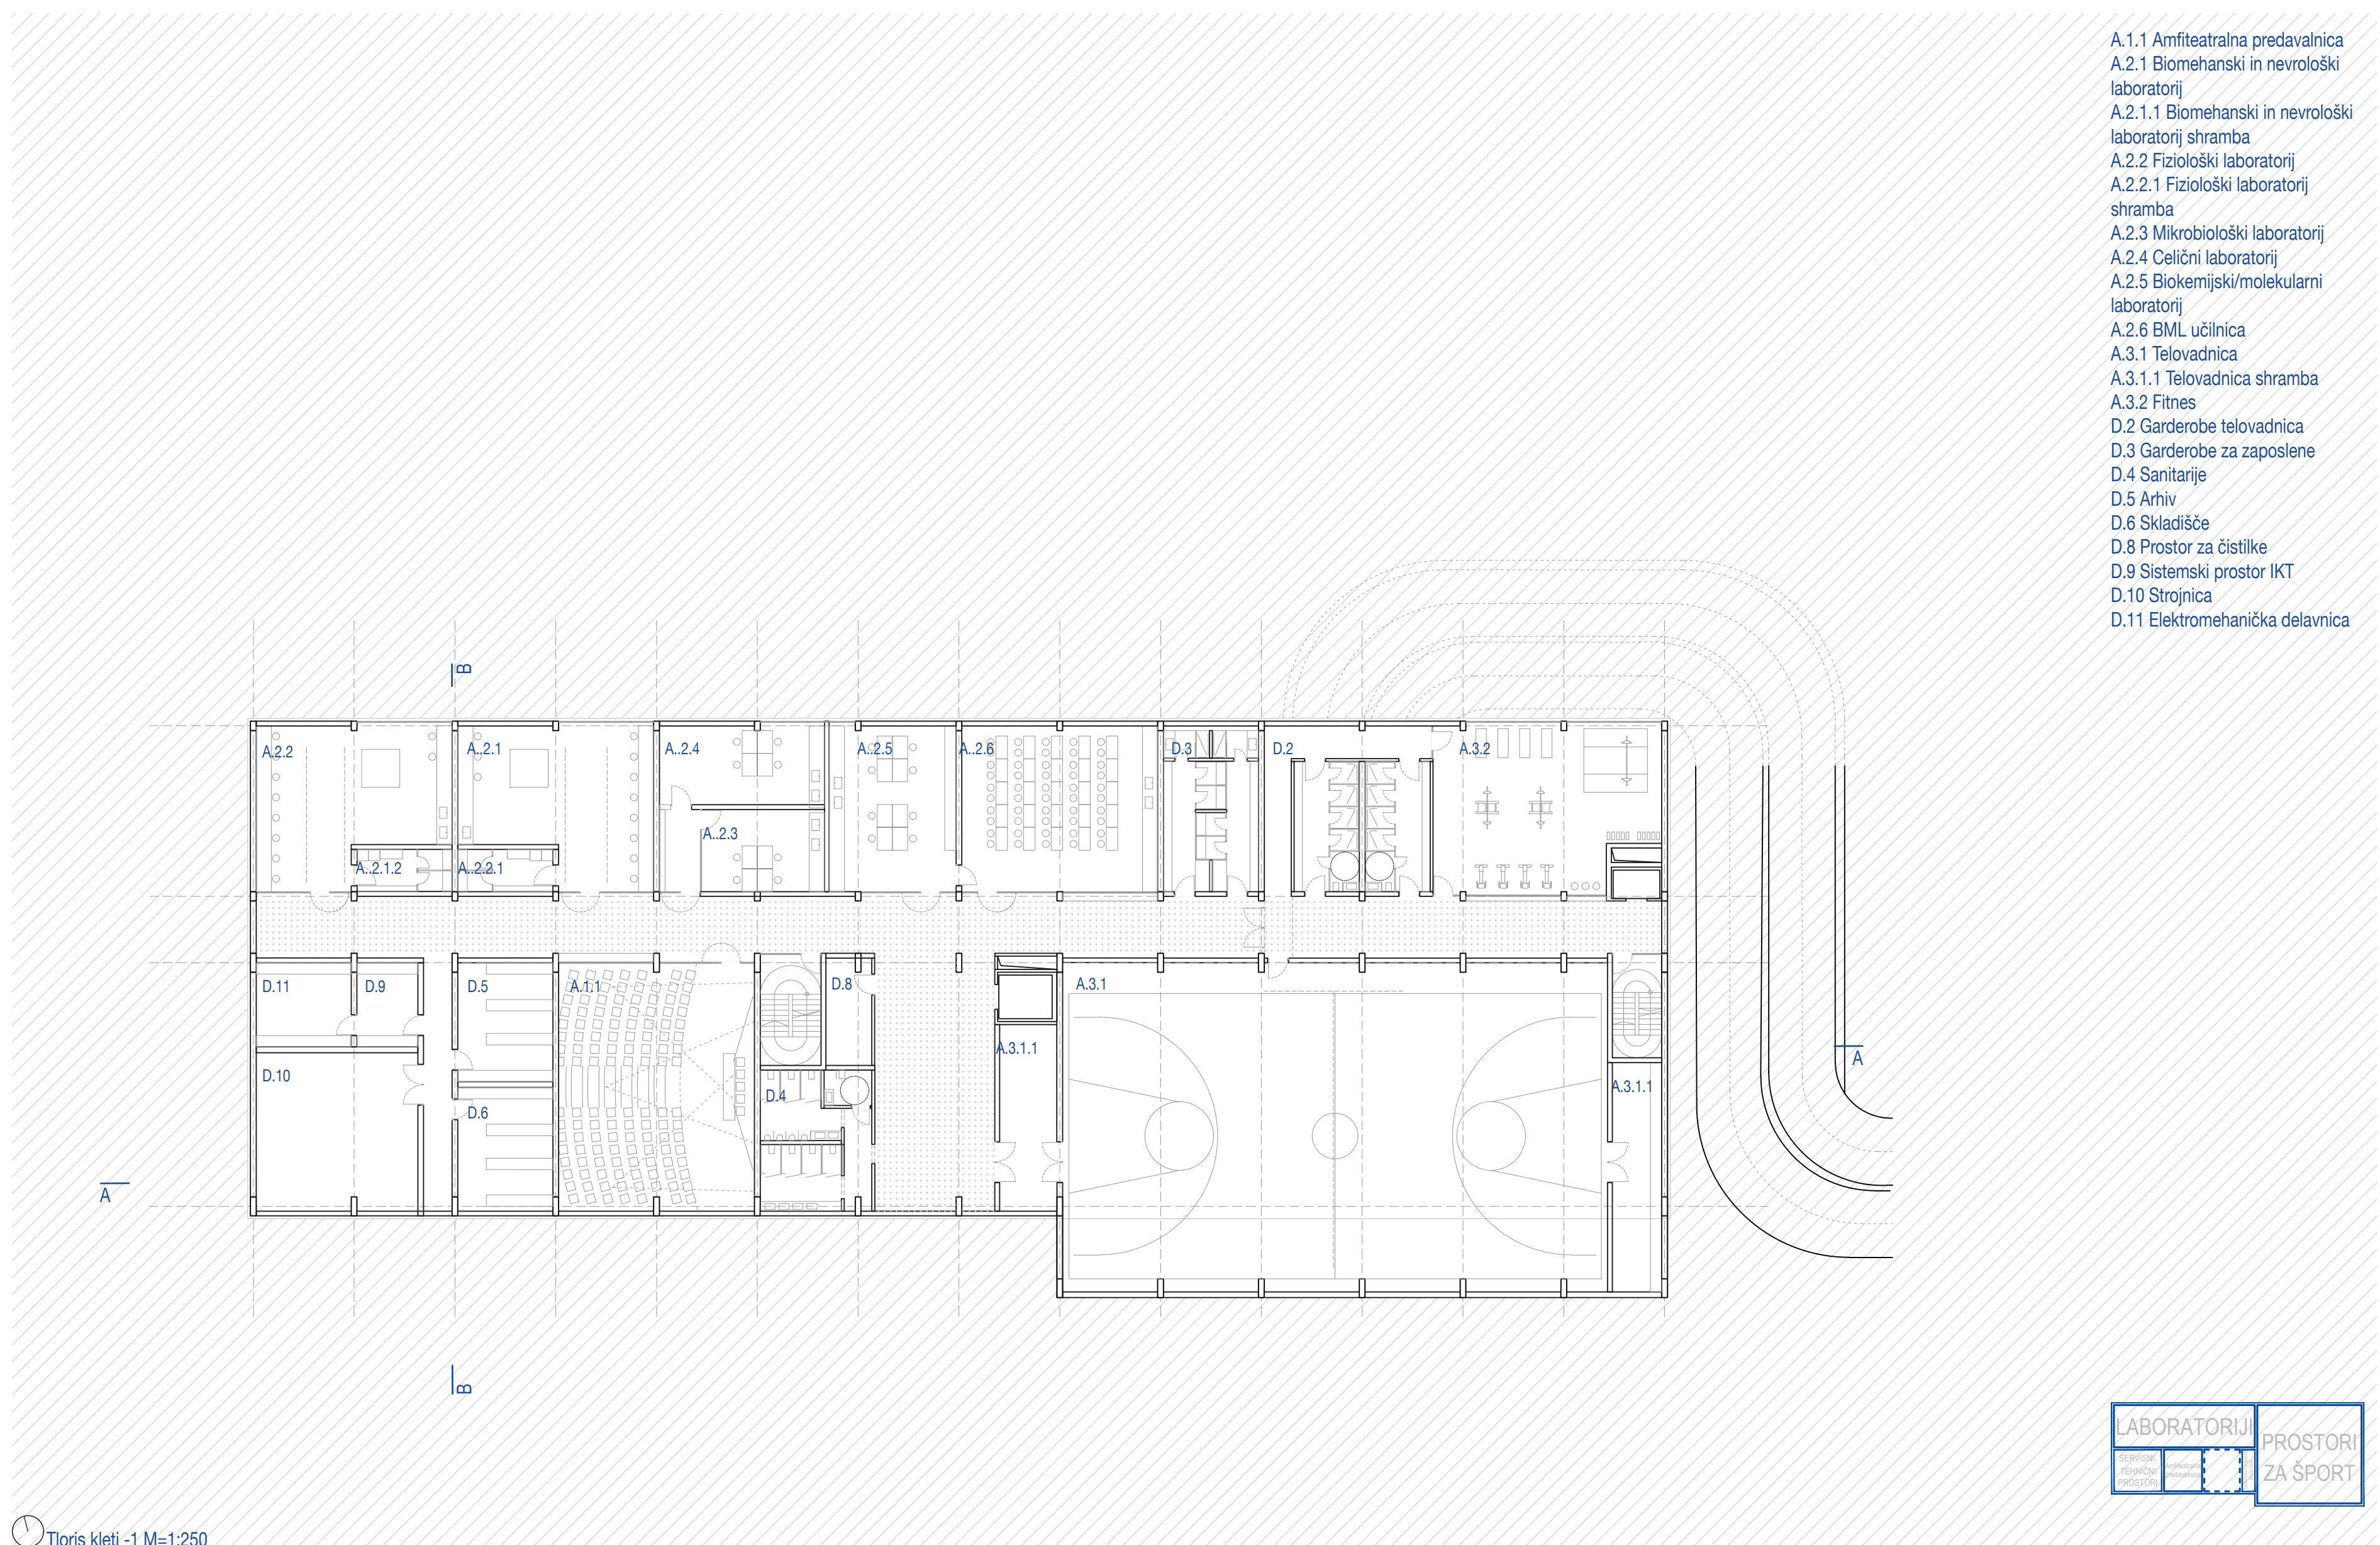 A.1.1 Amfiteatralna predavalnica
A.2.1 Biomehanski in nevrološki
laboratorij
A.2.1.1 Biomehanski in nevrološki
laboratorij shramba
A.2.2 Fiziološki laboratorij
A.2.2.1 Fiziološki laboratorij
shramba
A.2.3 Mikrobiološki laboratorij
A.2.4 Celični laboratorij
A.2.5 Biokemijski/molekularni
laboratorij
A.2.6 BML učilnica
A.3.1 Telovadnica
A.3.1.1 Telovadnica shramba
A.3.2 Fitnes
D.2 Garderobe telovadnica
D.3 Garderobe za zaposlene
D.4 Sanitarije
D.5 Arhiv
D.6 Skladišče
D.8 Prostor za čistilke
D.9 Sistemski prostor IKT
D.10 Strojnica
D.11 Elektromehanička delavnica
B
A.2.2
A..2.1
A..2.4
A..2.5
A..2.6
D.3
D.2
A.3.2
A..2.3
A..2.1.2
A..2.2.1
D.11
D.9
D.5
A.1.1
D.8
A.3.1
A.3.1.1
A
D.10
D.6
D.4
A.3.1.1
A
B
LABORATORIJI
PROSTORI
ZA ŠPORT
SERVISNI,
TEHNIČNI
PROSTORI
Amfiteatralna
predavalnica
Tloris kleti -1 M=1:250